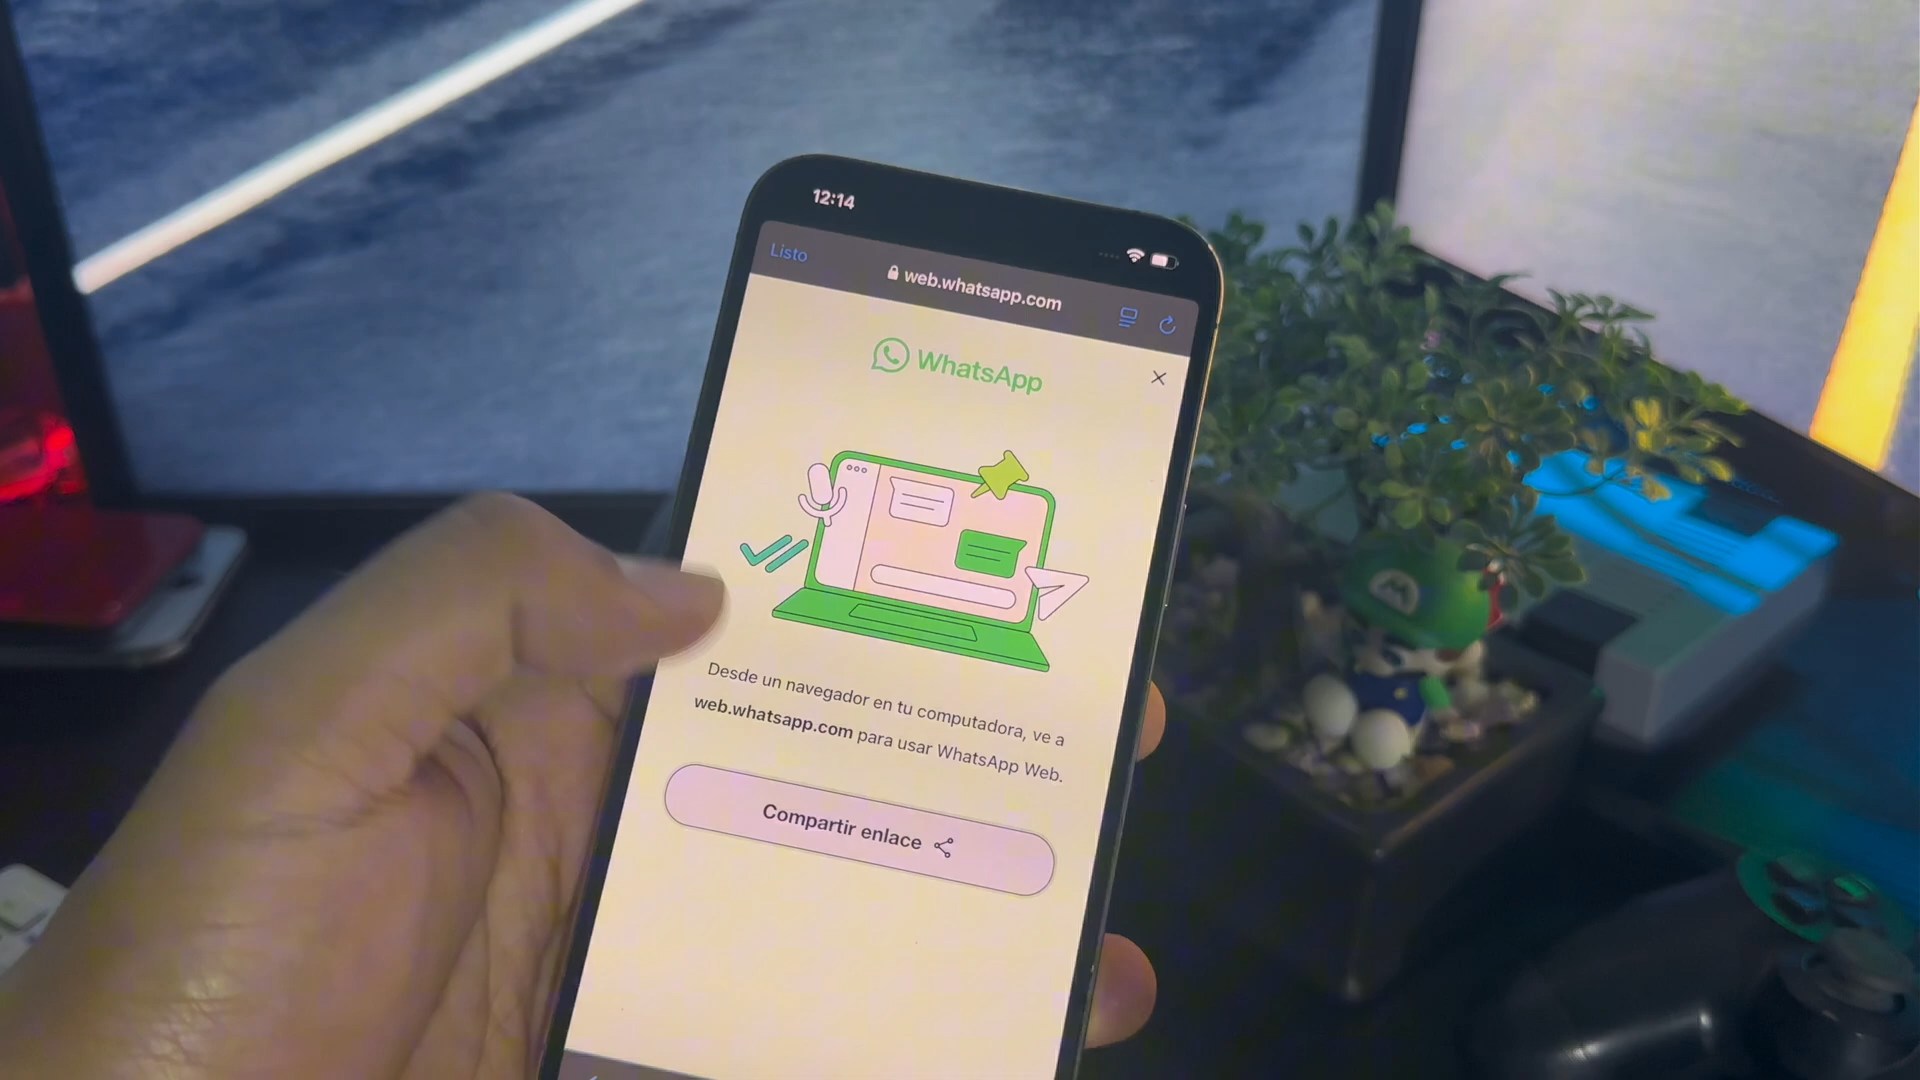 12:14
Listo
web.whatsapp.com
WhatsApp
Desde un navegador en tu computadora, ve a
web.whatsapp.com para usar WhatsApp Web.
Compartir enlace
M